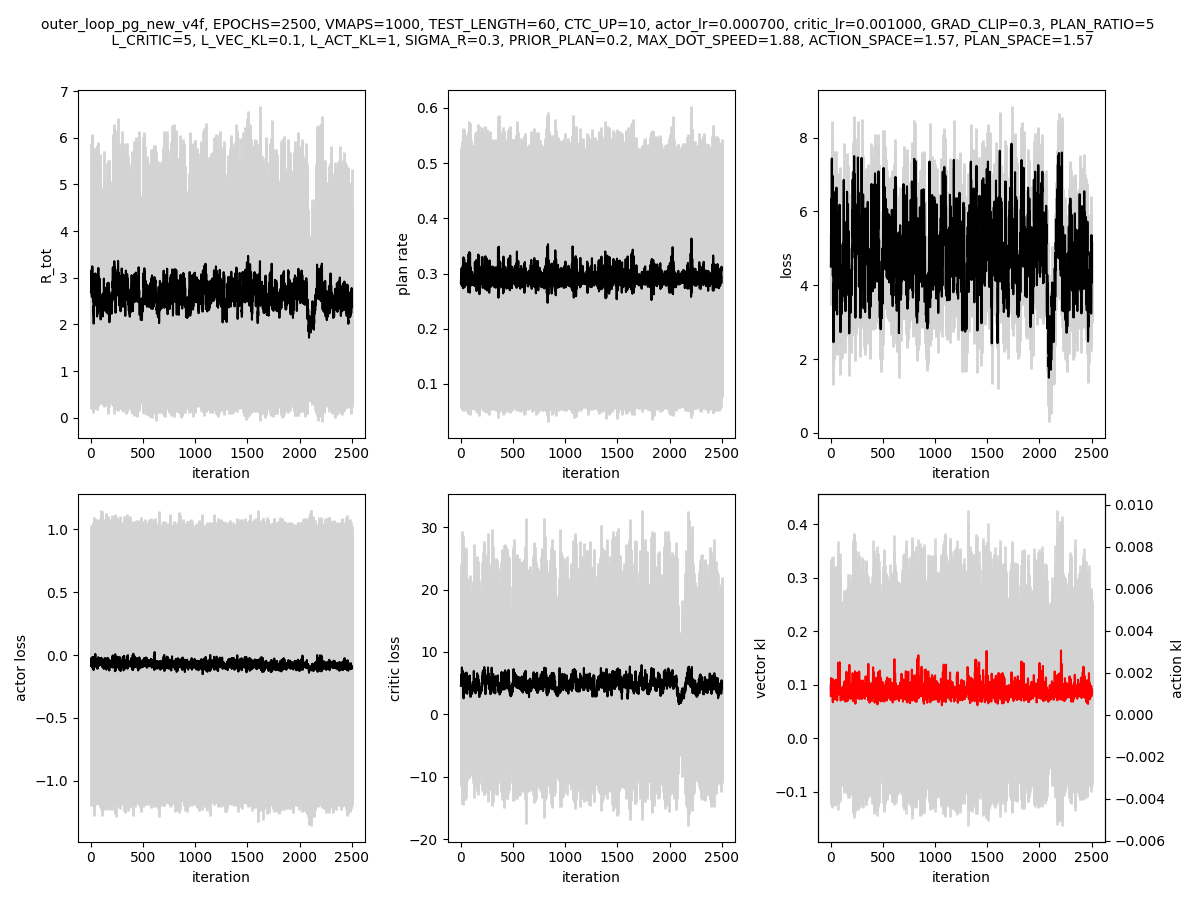 outer_loop_pg_new_v4f, EPOCHS=2500, VMAPS=1000, TEST_LENGTH=60, CTC_UP=10, actor_lr=0.000700, critic_lr=0.001000, GRAD_CLIP=0.3, PLAN_RATIO=5
L_CRITIC=5, L_VEC_KL=0.1, L_ACT_KL=1, SIGMA_R=0.3, PRIOR_PLAN=0.2, MAX_DOT_SPEED=1.88, ACTION_SPACE=1.57, PLAN_SPACE=1.57
R_tot
7
6
5
4
3
2
1
0
0 500 1000 1500 2000 2500
iteration
plan rate
0.6
0.5
0.4
0.3
0.2
0.1
0 500 1000 1500 2000 2500
iteration
loss
8
6
4
2
0
0 500 1000 1500 2000 2500
iteration
actor loss
1.0
0.5
0.0
−0.5
−1.0
0 500 1000 1500 2000 2500
iteration
critic loss
30
20
10
0
−10
−20
0 500 1000 1500 2000 2500
iteration
vector kl
0.4
0.3
0.2
0.1
0.0
−0.1
0 500 1000 1500 2000 2500
iteration
0.010
0.008
0.006
0.004
0.002
0.000
−0.002
−0.004
−0.006
action kl